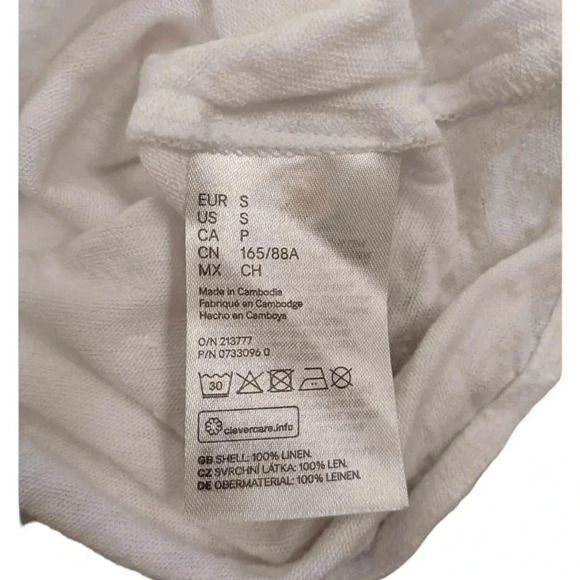 EUR S
US S
CA P
CN 165/88A
MX CH
Made in Cambodia
Fabriqué en Cambodge
Hecho en Camboya
O/N 213777
P/N 0733096 0
30
clevercare.info
GB SHELL: 100% LINEN.
CZ SVRCHNÍ LÁTKA: 100% LEN.
DE OBERMATERIAL: 100% LEINEN.